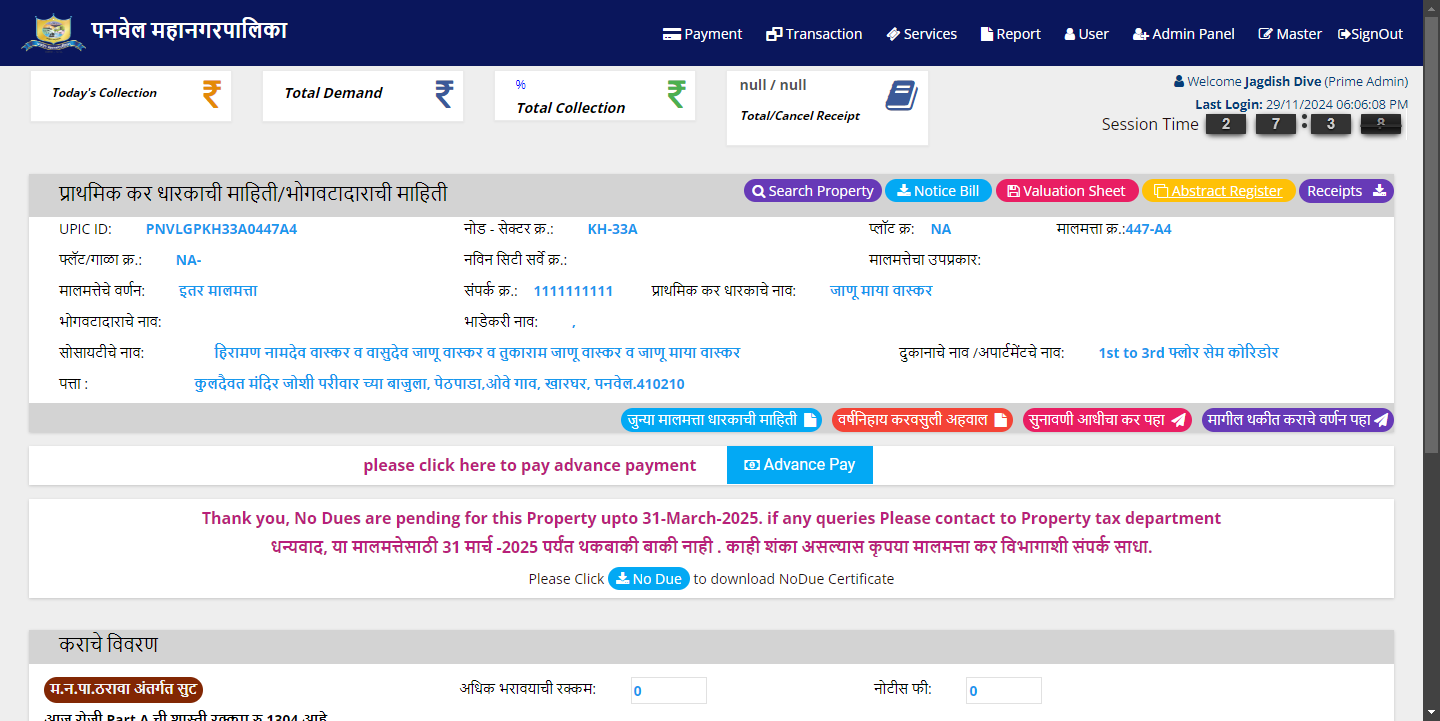 पनवेल महानगरपालिका
Payment Transaction Services Report User Admin Panel Master SignOut
Today's Collection
Total Demand
%
Total Collection
null / null
Total/Cancel Receipt
Welcome Jagdish Dive (Prime Admin)
Last Login: 29/11/2024 06:06:08 PM
Session Time 2 7 : 3 8
प्राथमिक कर धारकाची माहिती/भोगवटादाराची माहिती
Search Property Notice Bill Valuation Sheet Abstract Register Receipts
UPIC ID: PNVLGPKH33A0447A4 नोड - सेक्टर क्र.: KH-33A प्लॉट क्र: NA मालमत्ता क्र.:447-A4
फ्लॅट/गाळा क्र.: NA- नविन सिटी सर्वे क्र.: मालमत्तेचा उपप्रकार:
मालमत्तेचे वर्णन: इतर मालमत्ता संपर्क क्र.: 1111111111 प्राथमिक कर धारकाचे नाव: जाणू माया वास्कर
भोगवटादाराचे नाव: भाडेकरी नाव: ,
सोसायटीचे नाव: हिरामण नामदेव वास्कर व वासुदेव जाणू वास्कर व तुकाराम जाणू वास्कर व जाणू माया वास्कर दुकानाचे नाव /अपार्टमेंटचे नाव: 1st to 3rd फ्लोर सेम कोरिडोर
पत्ता : कुलदैवत मंदिर जोशी परीवार च्या बाजुला, पेठपाडा,ओवे गाव, खारघर, पनवेल.410210
जुन्या मालमत्ता धारकाची माहिती वर्षनिहाय करवसुली अहवाल सुनावणी आधीचा कर पहा मागील थकीत कराचे वर्णन पहा
please click here to pay advance payment Advance Pay
Thank you, No Dues are pending for this Property upto 31-March-2025. if any queries Please contact to Property tax department
धन्यवाद, या मालमत्तेसाठी 31 मार्च -2025 पर्यंत थकबाकी बाकी नाही . काही शंका असल्यास कृपया मालमत्ता कर विभागाशी संपर्क साधा.
Please Click No Due to download NoDue Certificate
कराचे विवरण
म.न.पा.ठरावा अंतर्गत सुट अधिक भरावयाची रक्कम: 0 नोटीस फी: 0
आज रोजी Part A ची शास्ती रक्कम रु 1304 आहे